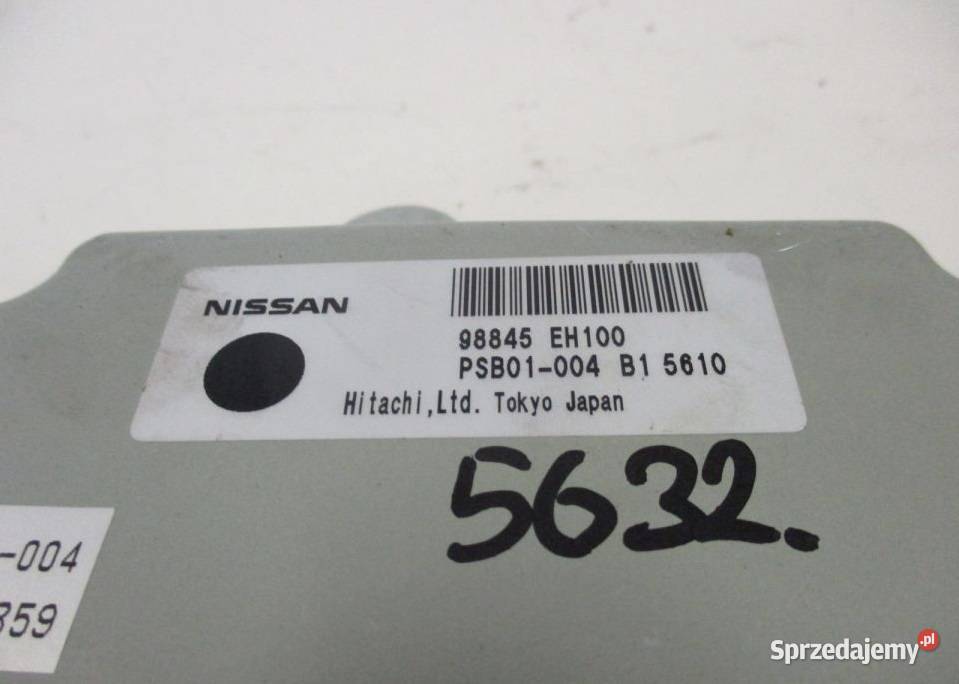 NISSAN
98845 EH100
PSB01-004 B1 5610
Hitachi,Ltd. Tokyo Japan
5632.
-004
359
Sprzedajemy.pl